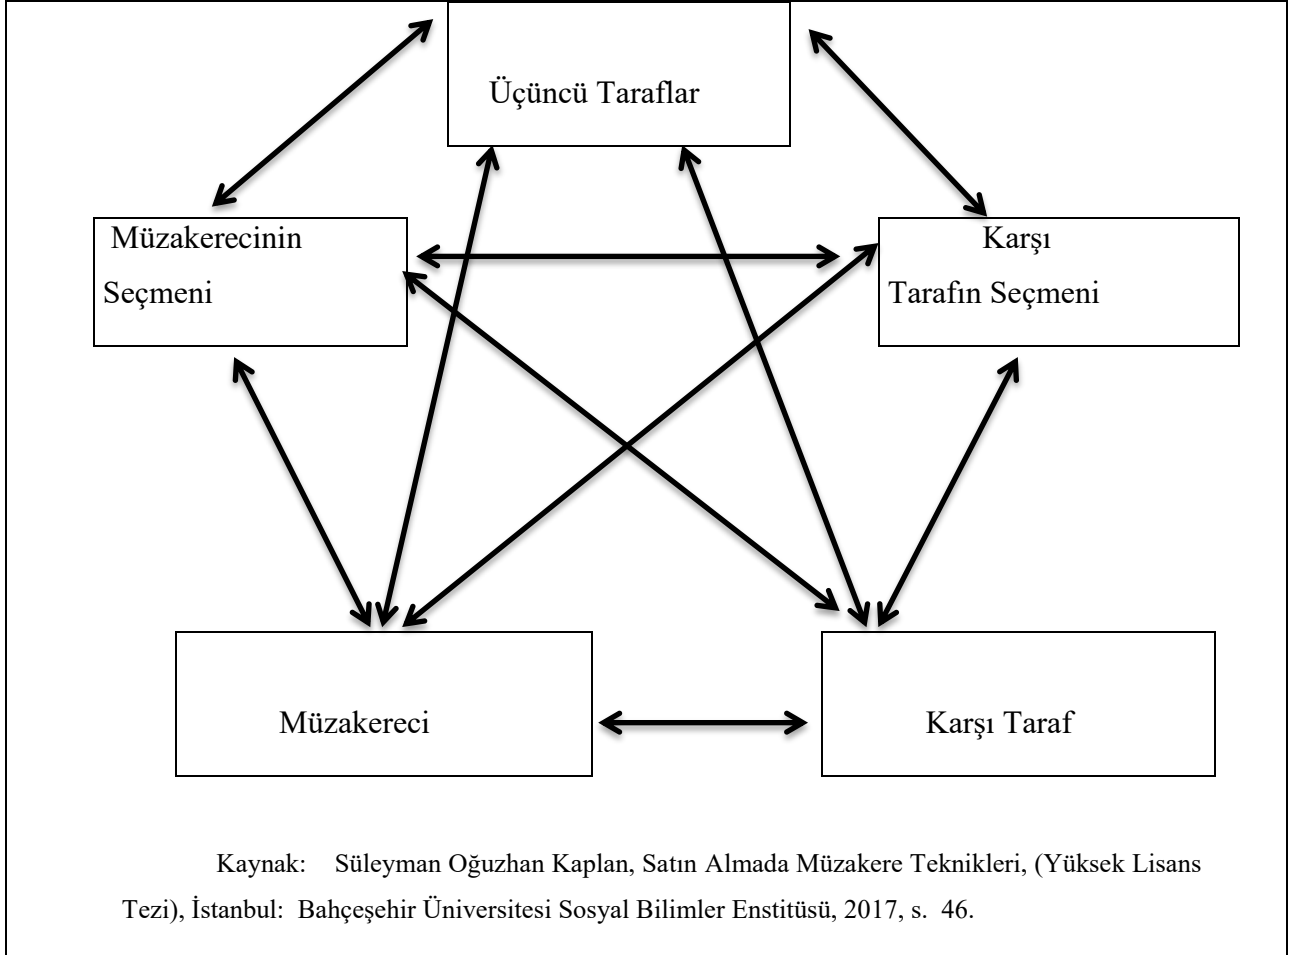 Üçüncü Taraflar
Müzakerecinin
Seçmeni
Karşı
Tarafın Seçmeni
Müzakereci
Karşı Taraf
Kaynak: Süleyman Oğuzhan Kaplan, Satın Almada Müzakere Teknikleri, (Yüksek Lisans
Tezi), İstanbul: Bahçeşehir Üniversitesi Sosyal Bilimler Enstitüsü, 2017, s. 46.